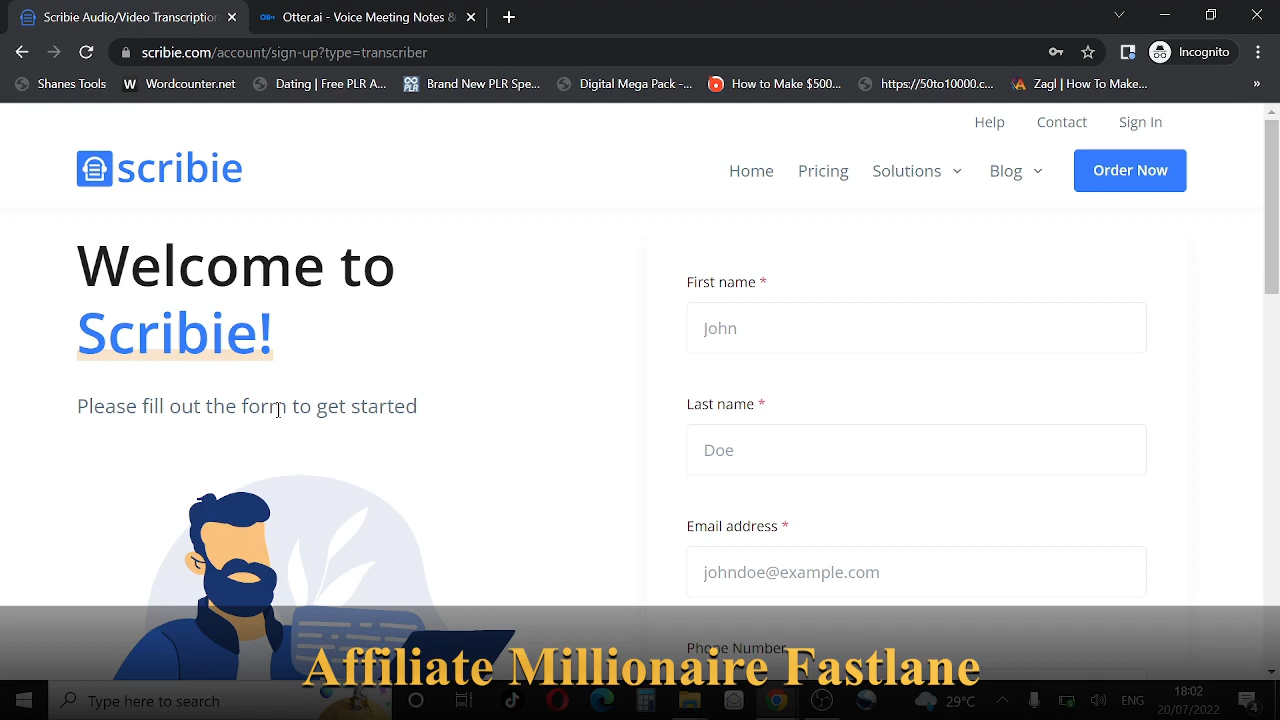 Scribie Audio/Video Transcription
Otter.ai - Voice Meeting Notes &
scribie.com/account/sign-up?type=transcriber
Incognito
Shanes Tools
Wordcounter.net
Dating | Free PLR A...
Brand New PLR Spe...
Digital Mega Pack -...
How to Make $500...
https://50to10000.c...
Zagl | How To Make...
»
Help
Contact
Sign In
scribie
Home
Pricing
Solutions
Blog
Order Now
Welcome to
Scribie!
Please fill out the form to get started
First name *
John
Last name *
Doe
Email address *
johndoe@example.com
Phone Number
Affiliate Millionaire Fastlane
Type here to search
29°C
ENG
18:02
20/07/2022
4